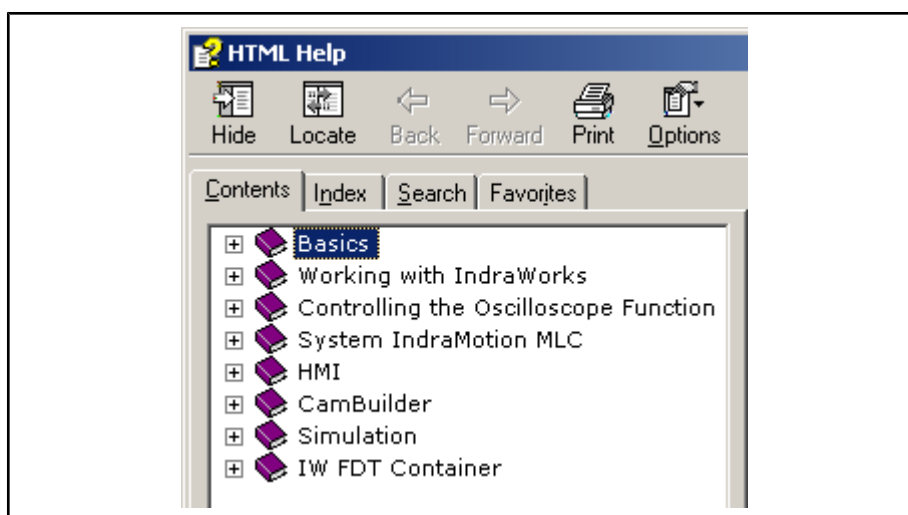 HTML Help
Hide Locate Back Forward Print Options
Contents Index Search Favorites
Basics
Working with IndraWorks
Controlling the Oscilloscope Function
System IndraMotion MLC
HMI
CamBuilder
Simulation
IW FDT Container